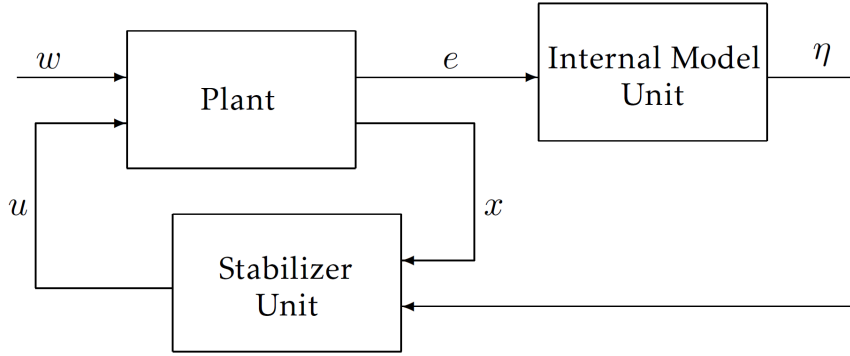 w
e
Internal Model
Unit
η
Plant
u
x
Stabilizer
Unit